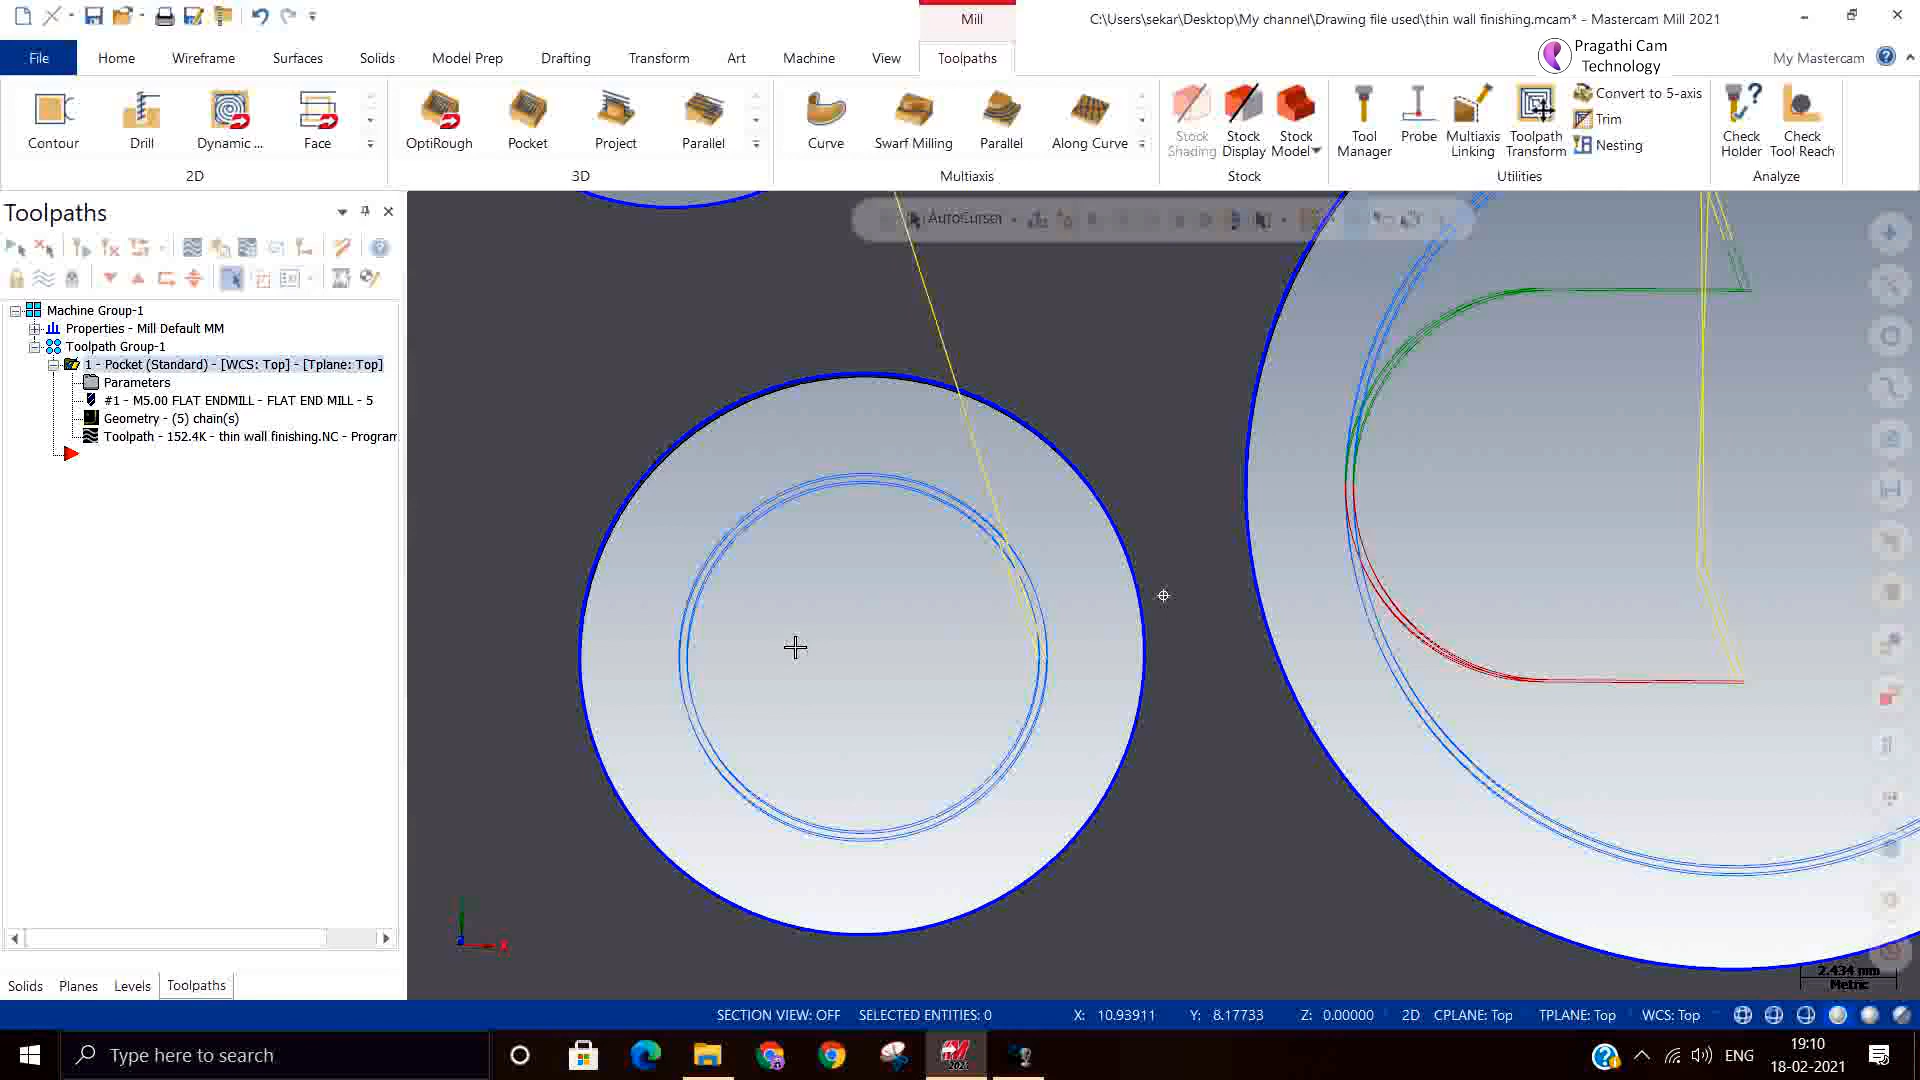 Mill
C:\Users\sekar\Desktop\My channel\Drawing file used\thin wall finishing.mcam* - Mastercam Mill 2021
File
Home
Wireframe
Surfaces
Solids
Model Prep
Drafting
Transform
Art
Machine
View
Toolpaths
Pragathi Cam
Technology
My Mastercam
Contour
Drill
Dynamic ...
Face
OptiRough
Pocket
Project
Parallel
Curve
Swarf Milling
Parallel
Along Curve
Stock
Shading
Stock
Display
Stock
Model
Tool
Manager
Probe
Multiaxis
Linking
Toolpath
Transform
Convert to 5-axis
Trim
Nesting
Check
Holder
Check
Tool Reach
2D
3D
Multiaxis
Stock
Utilities
Analyze
Toolpaths
AutoCursor
Machine Group-1
Properties - Mill Default MM
Toolpath Group-1
1 - Pocket (Standard) - [WCS: Top] - [Tplane: Top]
Parameters
#1 - M5.00 FLAT ENDMILL - FLAT END MILL - 5
Geometry - (5) chain(s)
Toolpath - 152.4K - thin wall finishing.NC - Program
X
2.434 mm
Metric
Solids
Planes
Levels
Toolpaths
SECTION VIEW: OFF
SELECTED ENTITIES: 0
X: 10.93911
Y: 8.17733
Z: 0.00000
2D
CPLANE: Top
TPLANE: Top
WCS: Top
Type here to search
2021
ENG
19:10
18-02-2021